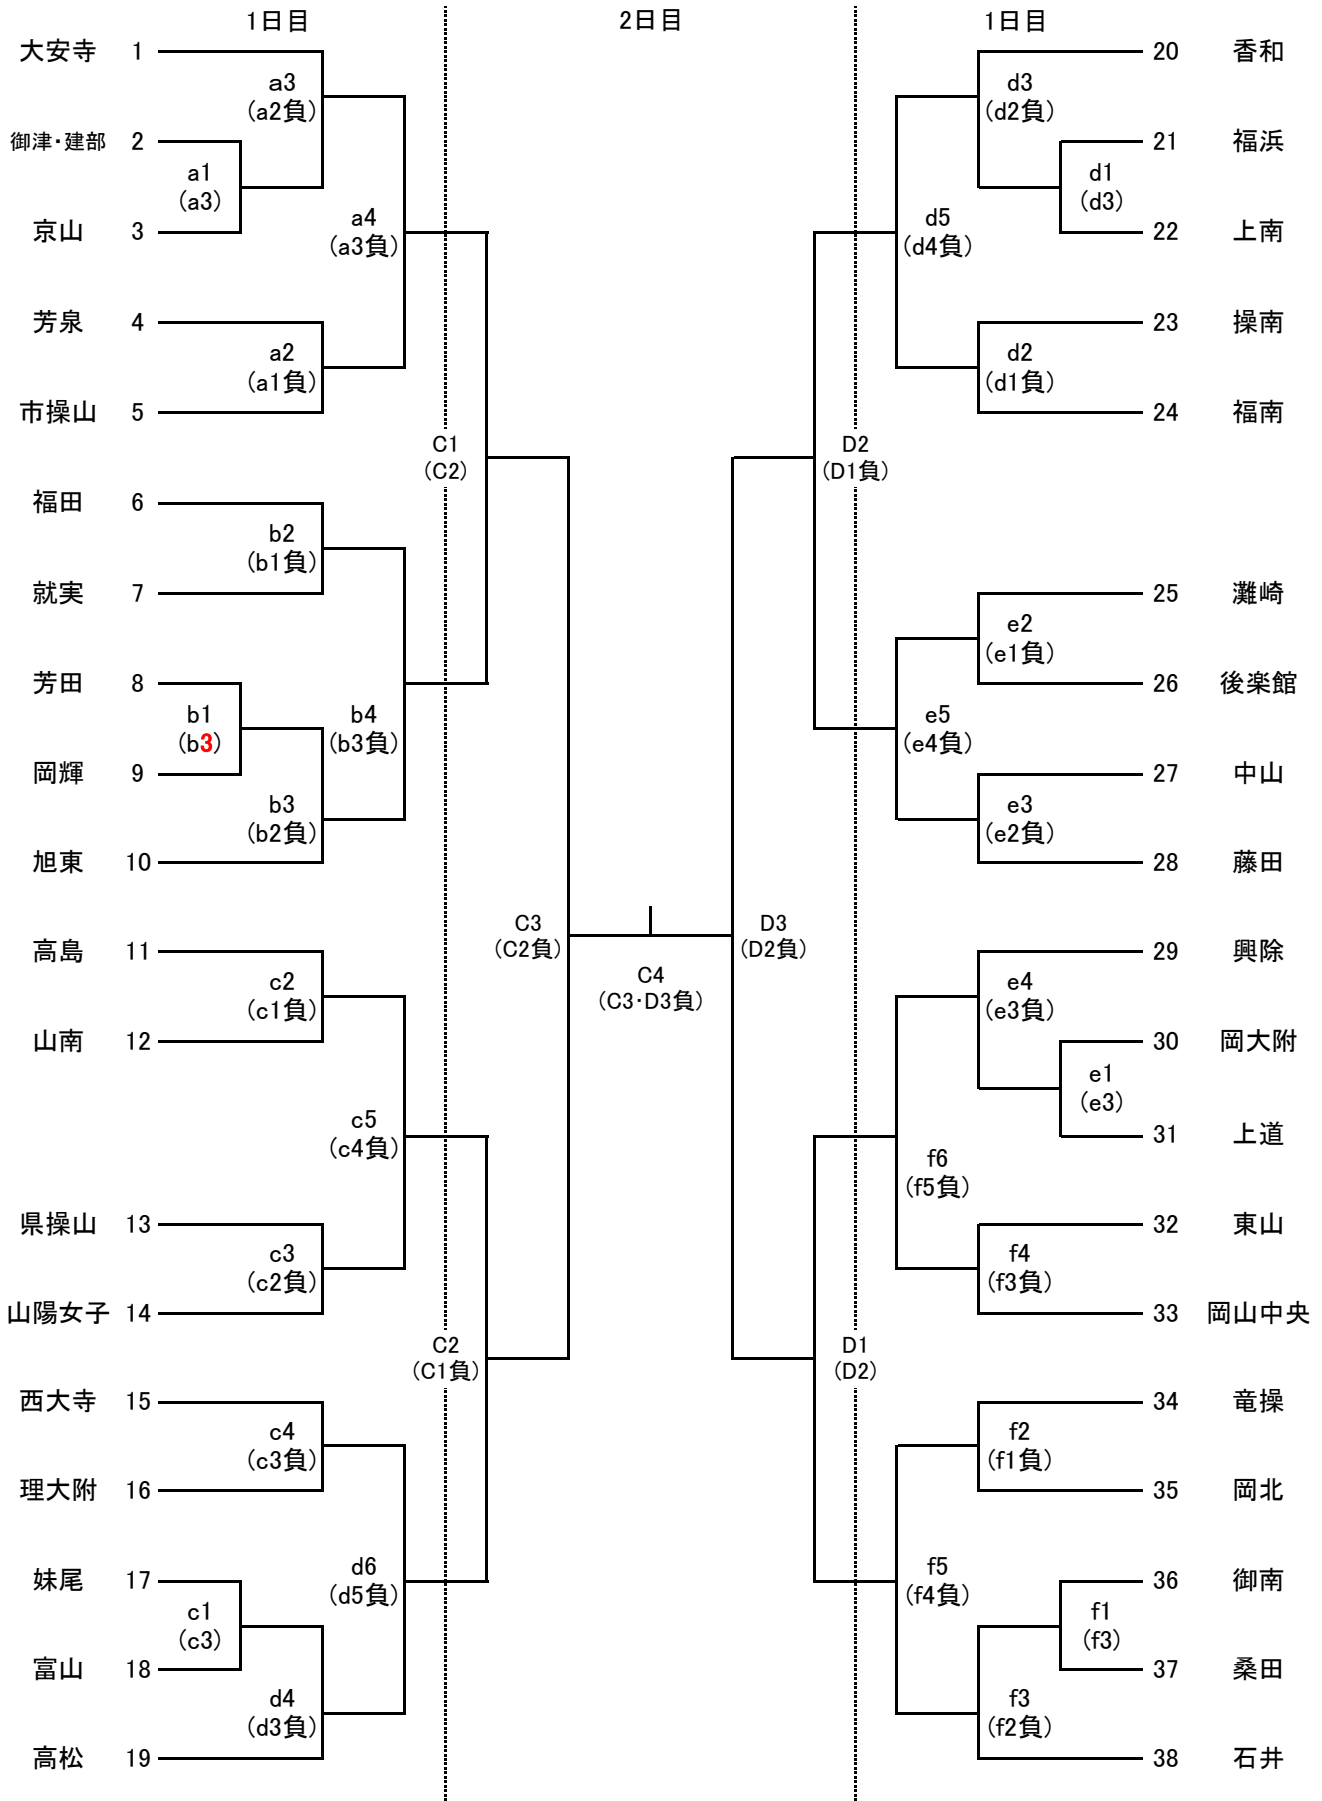 1日目 2日目 1日目
大安寺 1
a3
(a2負)
御津・建部 2
a1
(a3)
京山 3
a4
(a3負)
芳泉 4
a2
(a1負)
市操山 5
C1
(C2)
福田 6
b2
(b1負)
就実 7
芳田 8
b1
(b3)
b4
(b3負)
岡輝 9
b3
(b2負)
旭東 10
高島 11
c2
(c1負)
山南 12
c5
(c4負)
県操山 13
c3
(c2負)
山陽女子 14
C2
(C1負)
西大寺 15
c4
(c3負)
理大附 16
妹尾 17
d6
(d5負)
c1
(c3)
富山 18
d4
(d3負)
高松 19
C3
(C2負)
C4
(C3・D3負)
D3
(D2負)
20 香和
d3
(d2負)
21 福浜
d1
(d3)
22 上南
d5
(d4負)
23 操南
d2
(d1負)
24 福南
D2
(D1負)
25 灘崎
e2
(e1負)
26 後楽館
e5
(e4負)
27 中山
e3
(e2負)
28 藤田
29 興除
e4
(e3負)
30 岡大附
e1
(e3)
31 上道
f6
(f5負)
32 東山
f4
(f3負)
33 岡山中央
D1
(D2)
34 竜操
f2
(f1負)
35 岡北
f5
(f4負)
36 御南
f1
(f3)
37 桑田
f3
(f2負)
38 石井